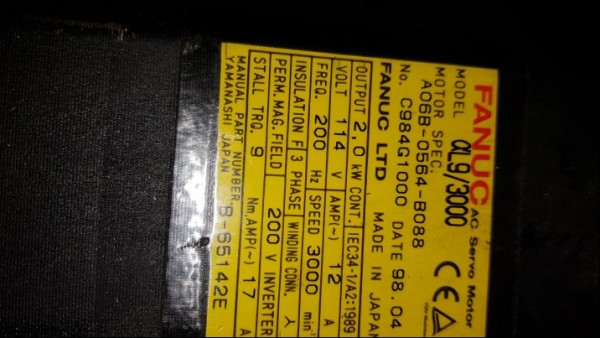 FANUC AC Servo Motor
MODEL αL9/3000
MOTOR SPEC.
A06B-0564-B088
No. C984G1000 DATE 98.04
FANUC LTD MADE IN JAPAN
OUTPUT 2,0 kW CONT. IEC34-1/A2:1989
VOLT 114 V AMP(~) 12 A
FREQ. 200 Hz SPEED 3000 min
INSULATION F 3 PHASE WINDING CONN. 人
PERM. MAG. FIELD 200 V INVERTER
STALL TRQ. 9 Nm, AMP(~) 17 A
MANUAL PART NUMBER B-65142E
YAMANASHI JAPAN
CE